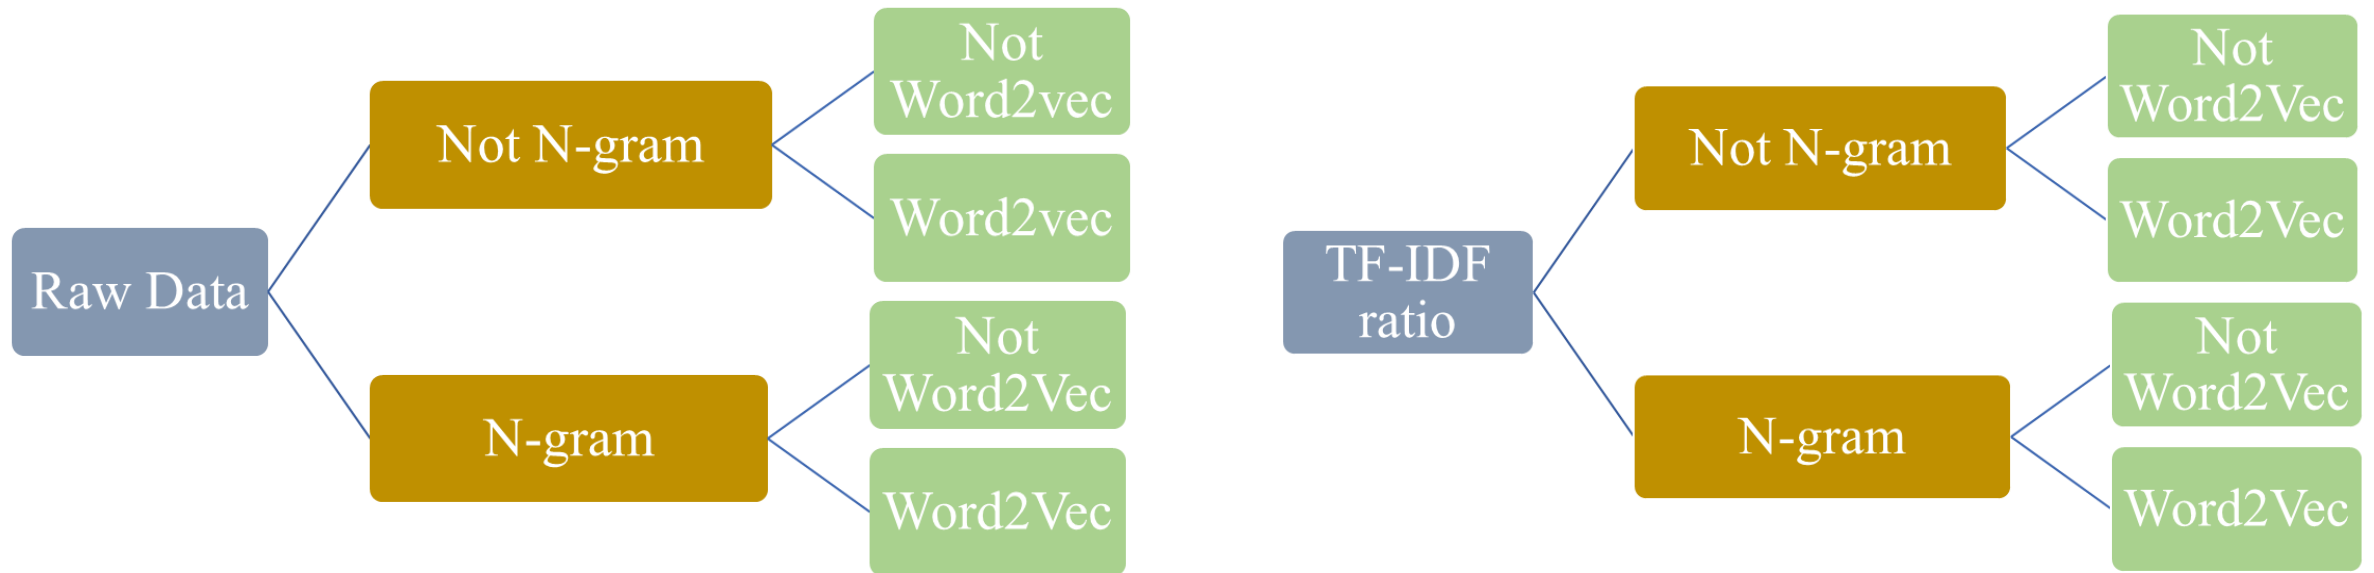 Raw Data
Not N-gram
Not
Word2vec
Word2vec
N-gram
Not
Word2Vec
Word2Vec
TF-IDF
ratio
Not N-gram
Not
Word2Vec
Word2Vec
N-gram
Not
Word2Vec
Word2Vec